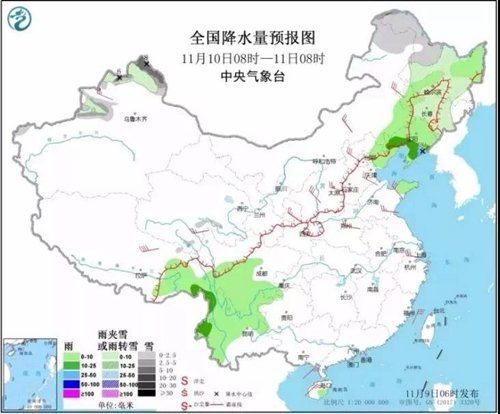 全国降水量预报图
11月10日08时—11日08时
中央气象台
乌鲁木齐
哈尔滨
长春
呼和浩特
天津
银川
太原
石家庄
济南
西宁
兰州
西安
拉萨
成都
重庆
武汉
合肥
南京
上海
杭州
南昌
长沙
贵阳
昆明
福州
台北
南宁
广州
香港
海口
雨
雨夹雪
或雨转雪
雪
0-10
0-10
0-2.5
10-25
10-25
2.5-5
25-50
25-50
5-10
50-100
50-100
10-20
≥100
≥100
20-30
≥30
单位:毫米
降水中心值
霜冻线
比例尺 1:20 000 000
11月9日06时发布
审图号: GS (2017) 3320号